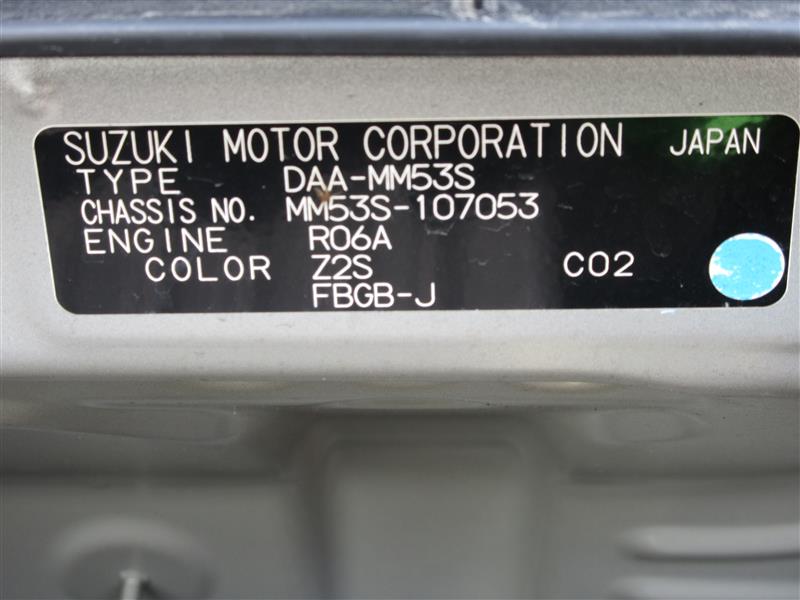 SUZUKI MOTOR CORPORATION JAPAN
TYPE DAA-MM53S
CHASSIS NO. MM53S-107053
ENGINE R06A
COLOR Z2S C02
FBGB-J